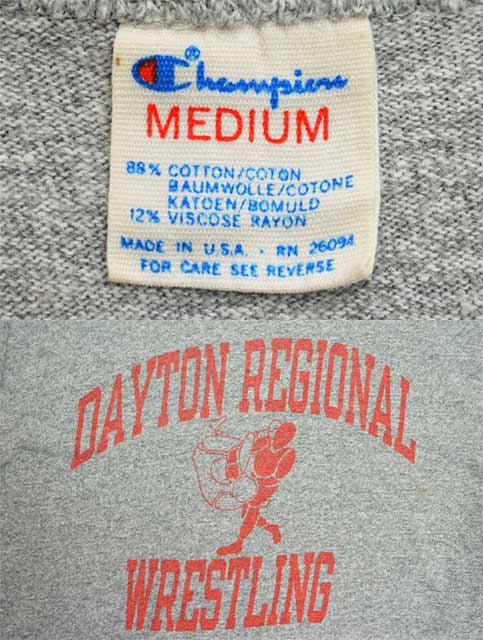 Champion®
MEDIUM
88% COTTON/COTON
BAUMWOLLE/COTONE
KATOEN/BOMULD
12% VISCOSE RAYON
MADE IN U.S.A. · RN 26094
FOR CARE SEE REVERSE
DAYTON REGIONAL
WRESTLING